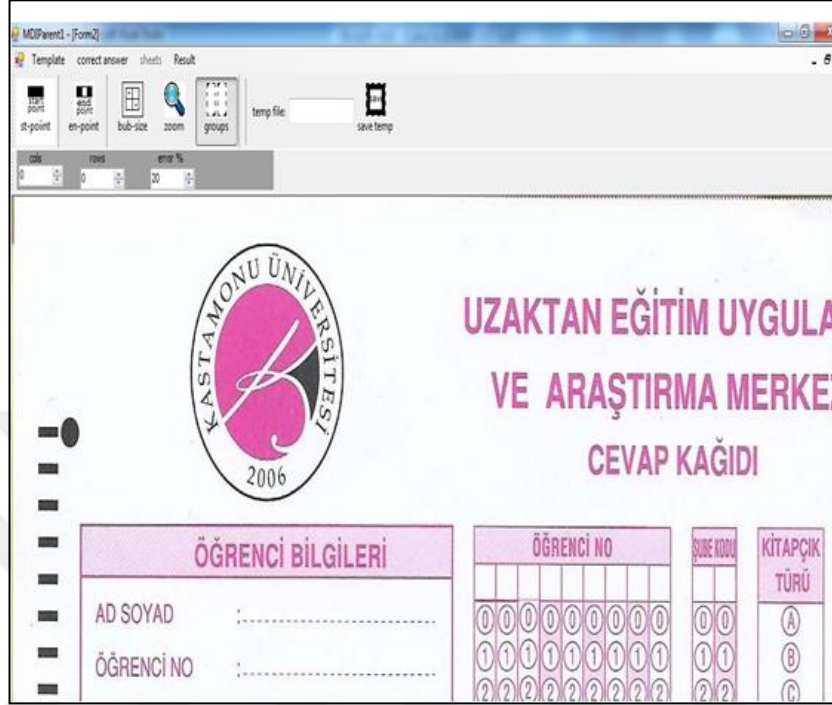 MDIParent1 - [Form2]
Template correct answer sheets Result
start point
end point
save
st-point en-point bub-size zoom groups temp file: save temp
cols rows error %
0 0 20
KASTAMONU ÜNİVERSİTESİ
2006
UZAKTAN EĞİTİM UYGULA
VE ARAŞTIRMA MERKEZ
CEVAP KAĞIDI
ÖĞRENCİ BİLGİLERİ
AD SOYAD :
ÖĞRENCİ NO :
ÖĞRENCİ NO
0 0 0 0 0 0 0 0 0
1 1 1 1 1 1 1 1 1
2 2 2 2 2 2 2 2 2
ŞUBE KODU
0 0
1 1
2 2
KİTAPÇIK
TÜRÜ
A
B
C